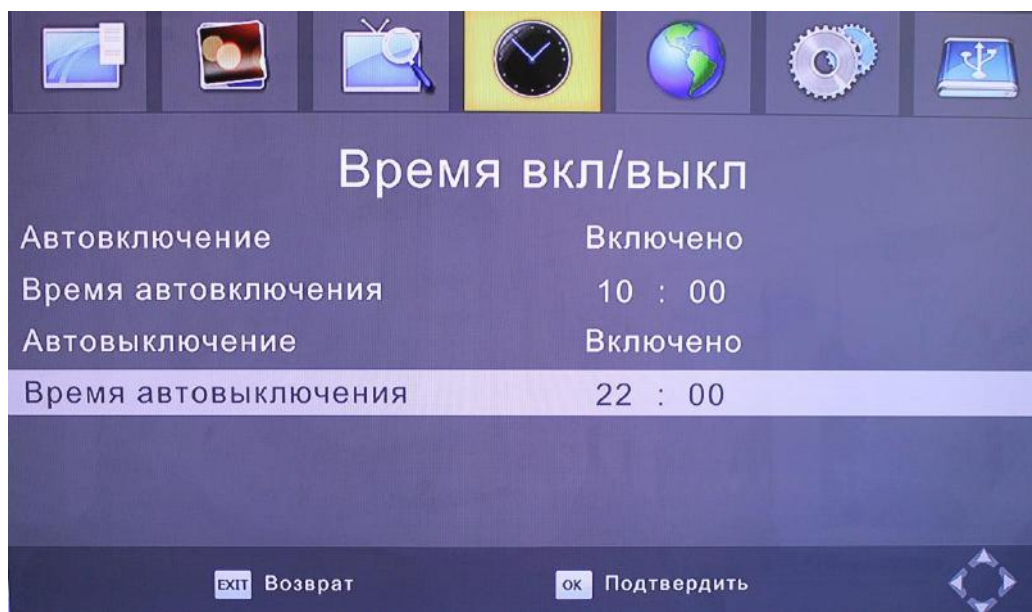 Время вкл/выкл
Автовключение Включено
Время автовключения 10 : 00
Автовыключение Включено
Время автовыключения 22 : 00
EXIT Возврат OK Подтвердить